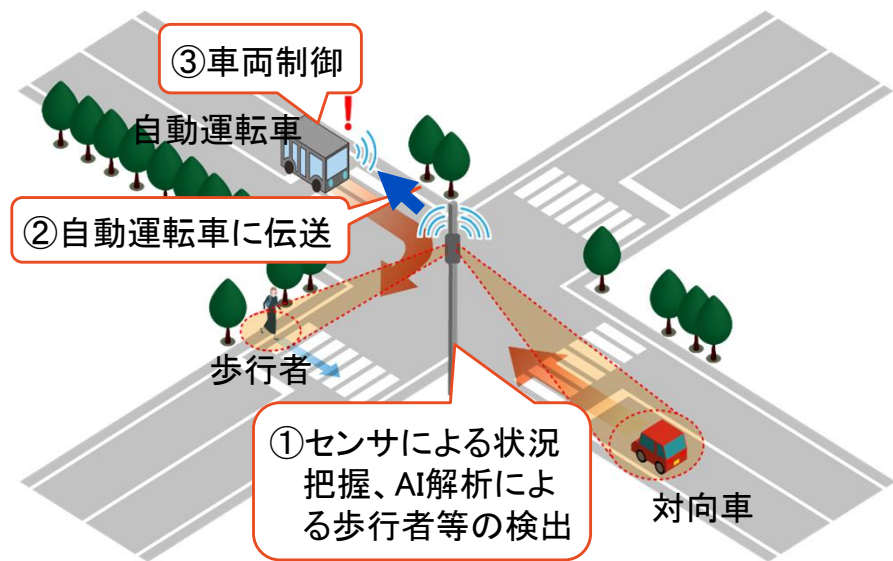 ③車両制御
自動運転車
②自動運転車に伝送
歩行者
①センサによる状況
把握、AI解析によ
る歩行者等の検出
対向車